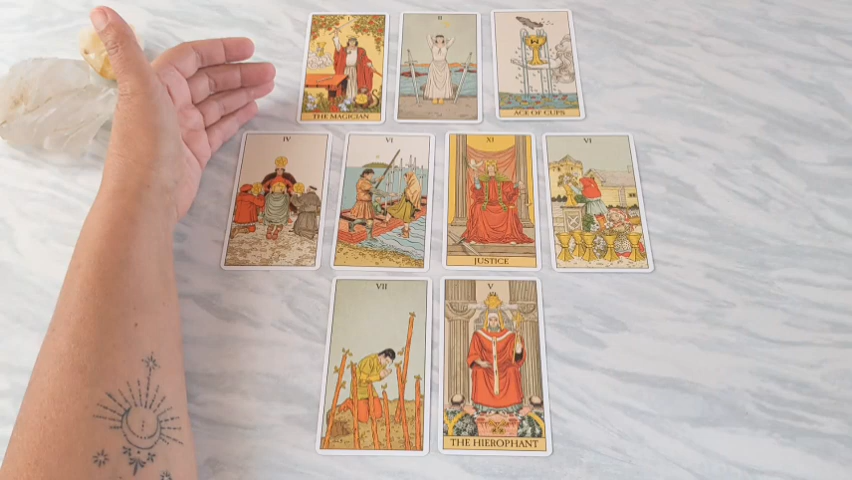 I
THE MAGICIAN
II
ACE OF CUPS
IV
VI
XI
JUSTICE
VI
VII
V
THE HIEROPHANT